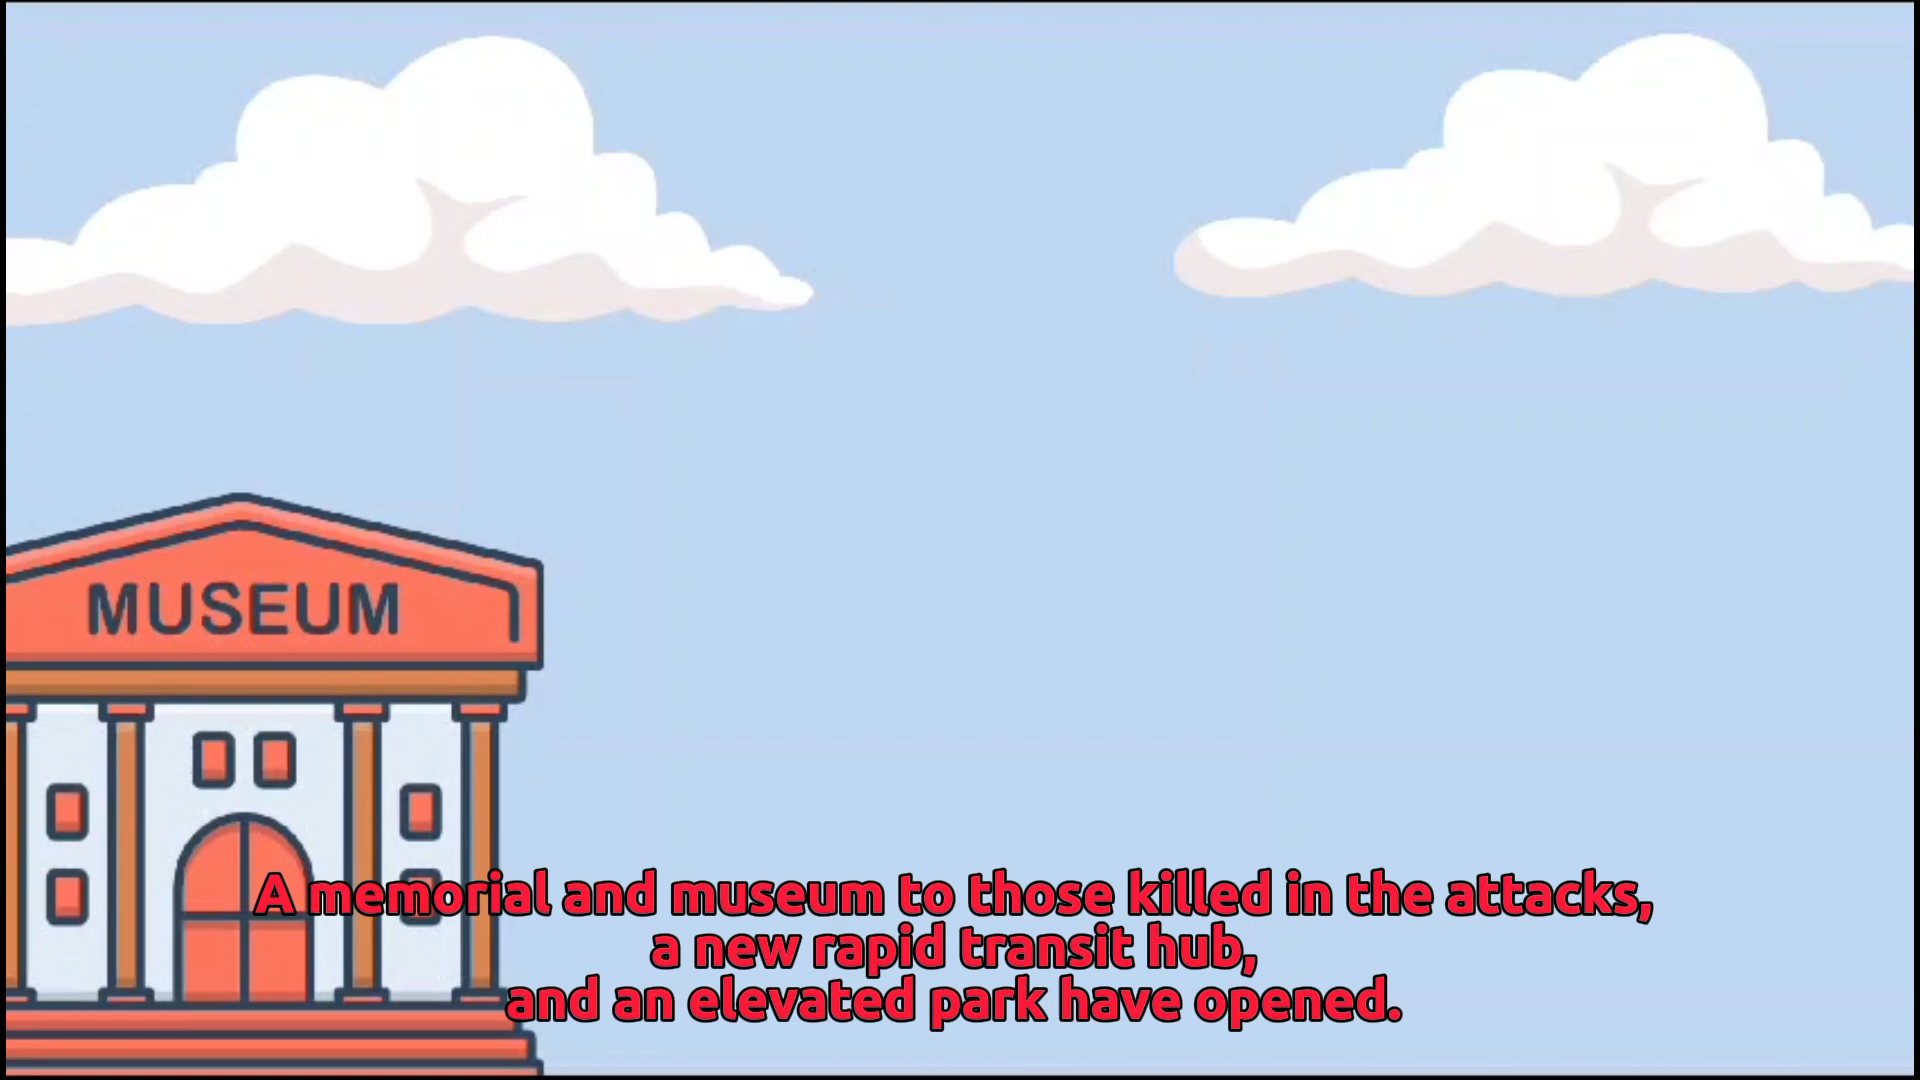 MUSEUM
A memorial and museum to those killed in the attacks,
a new rapid transit hub,
and an elevated park have opened.